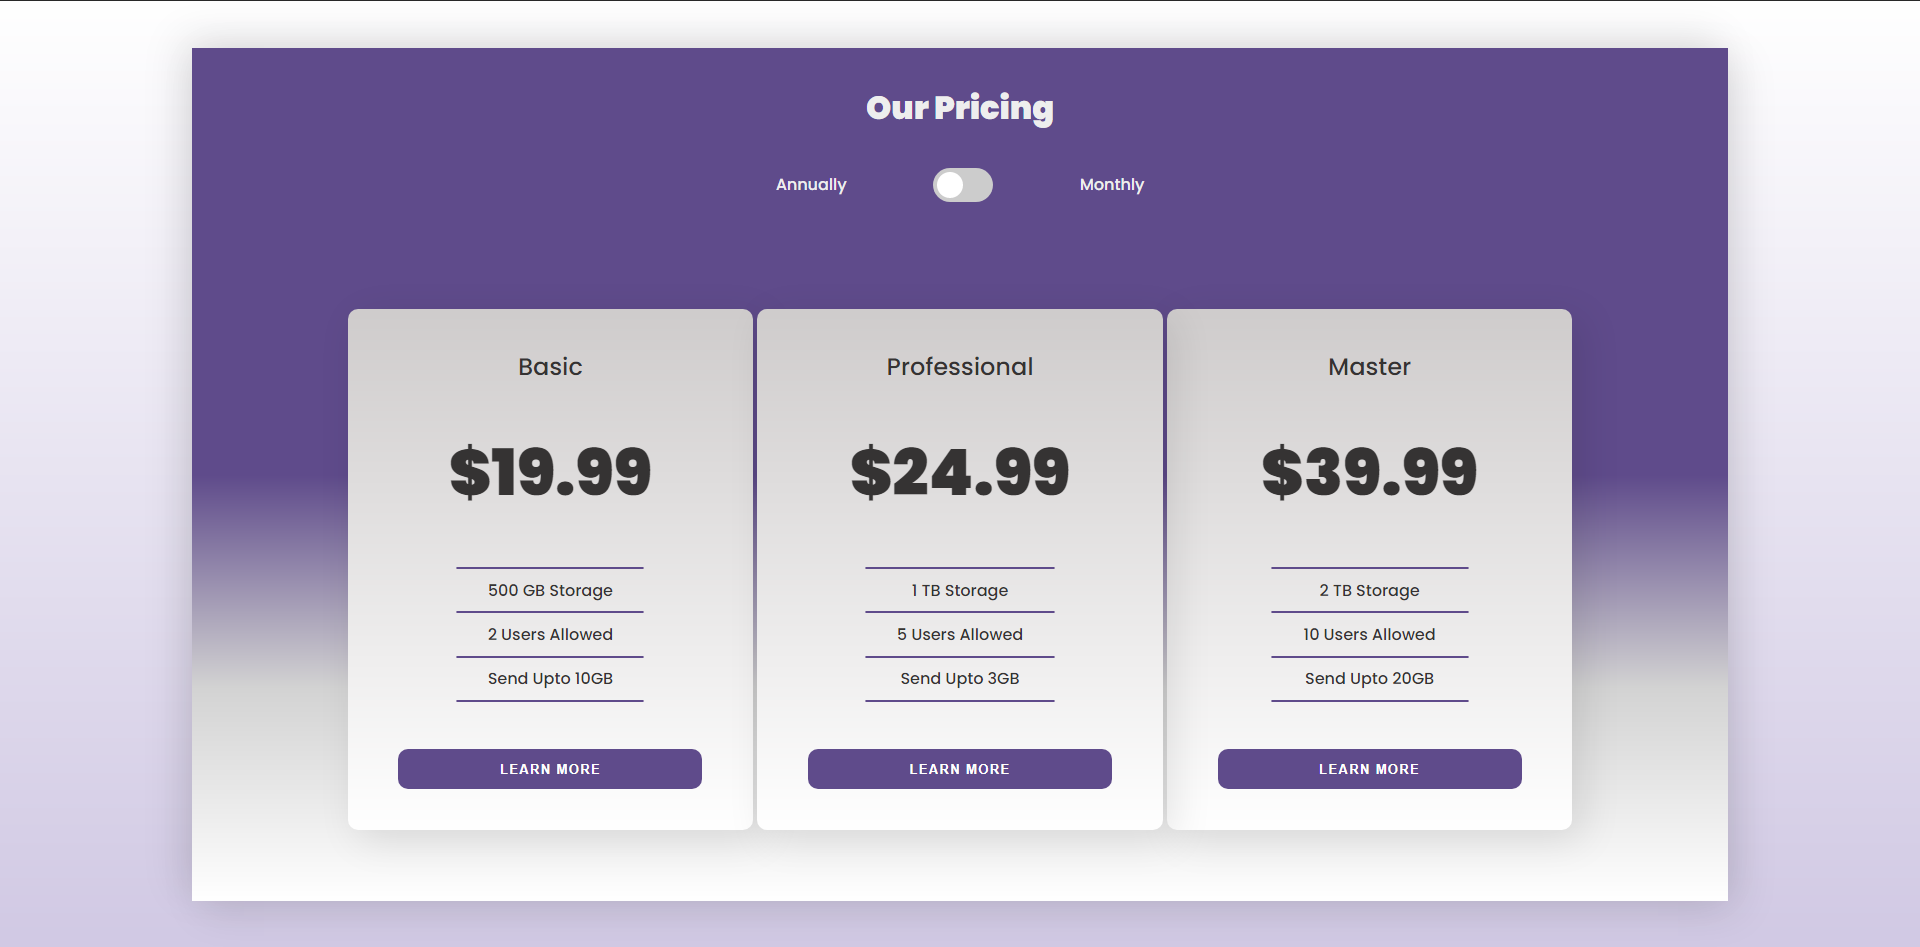 Our Pricing
Annually
Monthly
Basic
$19.99
500 GB Storage
2 Users Allowed
Send Upto 10GB
LEARN MORE
Professional
$24.99
1 TB Storage
5 Users Allowed
Send Upto 3GB
LEARN MORE
Master
$39.99
2 TB Storage
10 Users Allowed
Send Upto 20GB
LEARN MORE